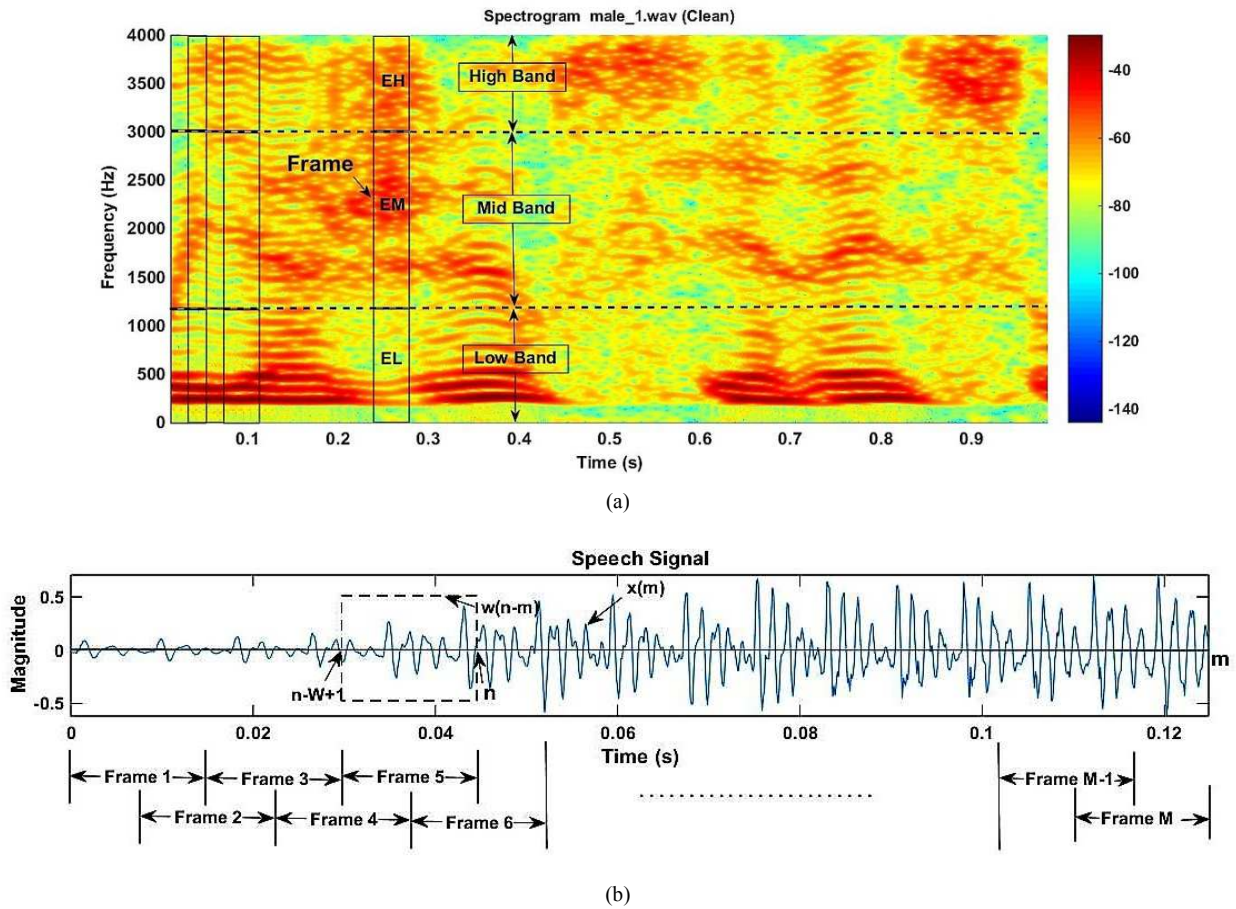 Spectrogram male_1.wav (Clean)
Frequency (Hz)
4000
3500
3000
2500
2000
1500
1000
500
0
EH
Frame
EM
EL
High Band
Mid Band
Low Band
-40
-60
-80
-100
-120
-140
0.1 0.2 0.3 0.4 0.5 0.6 0.7 0.8 0.9
Time (s)
(a)
Speech Signal
Magnitude
0.5
0
-0.5
w(n-m)
x(m)
n-W+1
n
m
0 0.02 0.04 0.06 0.08 0.1 0.12
Time (s)
Frame 1 Frame 3 Frame 5 Frame M-1
Frame 2 Frame 4 Frame 6 Frame M
(b)